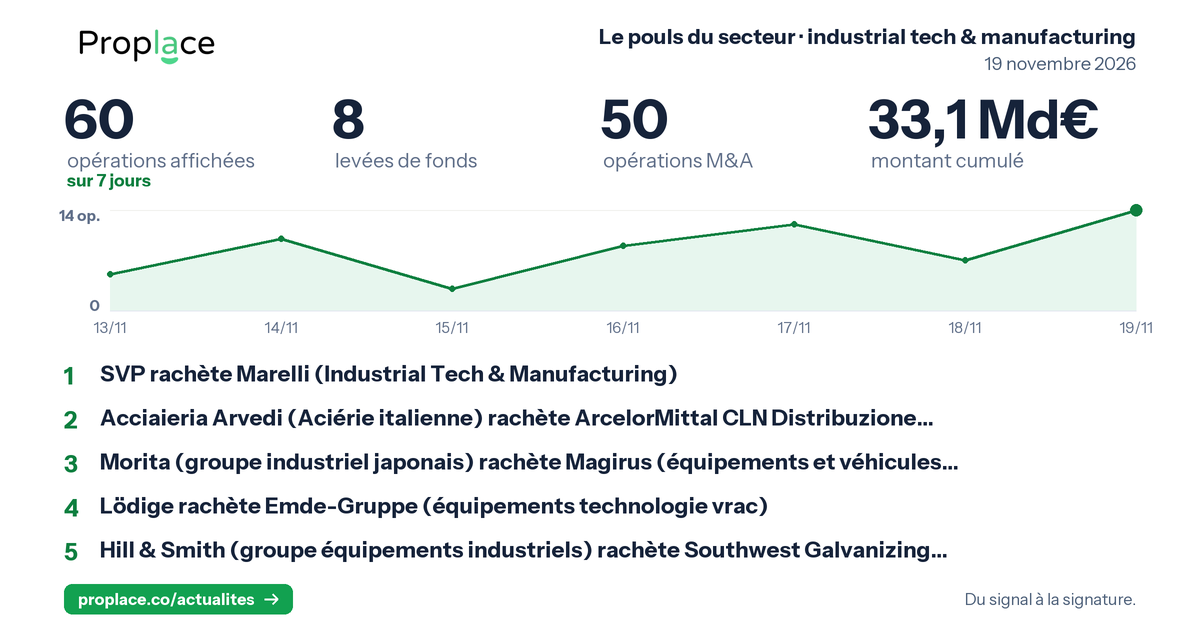 Proplace
Le pouls du secteur · industrial tech & manufacturing
19 novembre 2026
60
opérations affichées
sur 7 jours
8
levées de fonds
50
opérations M&A
33,1 Md€
montant cumulé
14 op.
0
13/11
14/11
15/11
16/11
17/11
18/11
19/11
1 SVP rachète Marelli (Industrial Tech & Manufacturing)
2 Acciaieria Arvedi (Aciérie italienne) rachète ArcelorMittal CLN Distribuzione...
3 Morita (groupe industriel japonais) rachète Magirus (équipements et véhicules...
4 Lödige rachète Emde-Gruppe (équipements technologie vrac)
5 Hill & Smith (groupe équipements industriels) rachète Southwest Galvanizing...
proplace.co/actualites →
Du signal à la signature.